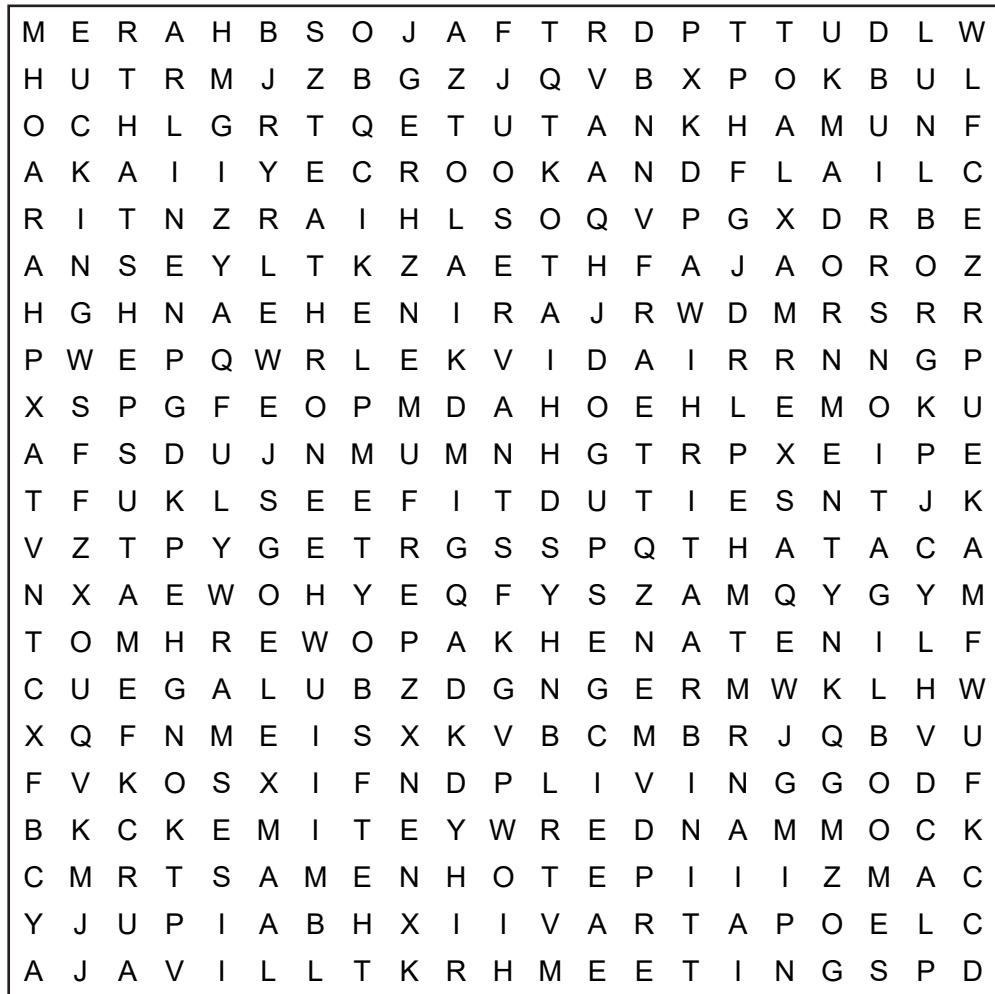 M E R A H B S O J A F T R D P T T U D L W
H U T R M J Z B G Z J Q V B X P O K B U L
O C H L G R T Q E T U T A N K H A M U N F
A K A I I Y E C R O O K A N D F L A I L C
R I T N Z R A I H L S O Q V P G X D R B E
A N S E Y L T K Z A E T H F A J A O R O Z
H G H N A E H E N I R A J R W D M R S R R
P W E P Q W R L E K V I D A I R R N N G P
X S P G F E O P M D A H O E H L E M O K U
A F S D U J N M U M N H G T R P X E I P E
T F U K L S E E F I T D U T I E S N T J K
V Z T P Y G E T R G S S P Q T H A T A C A
N X A E W O H Y E Q F Y S Z A M Q Y G Y M
T O M H R E W O P A K H E N A T E N I L F
C U E G A L U B Z D G N G E R M W K L H W
X Q F N M E I S X K V B C M B R J Q B V U
F V K O S X I F N D P L I V I N G G O D F
B K C K E M I T E Y W R E D N A M M O C K
C M R T S A M E N H O T E P I I I Z M A C
Y J U P I A B H X I I V A R T A P O E L C
A J A V I L L T K R H M E E T I N G S P D